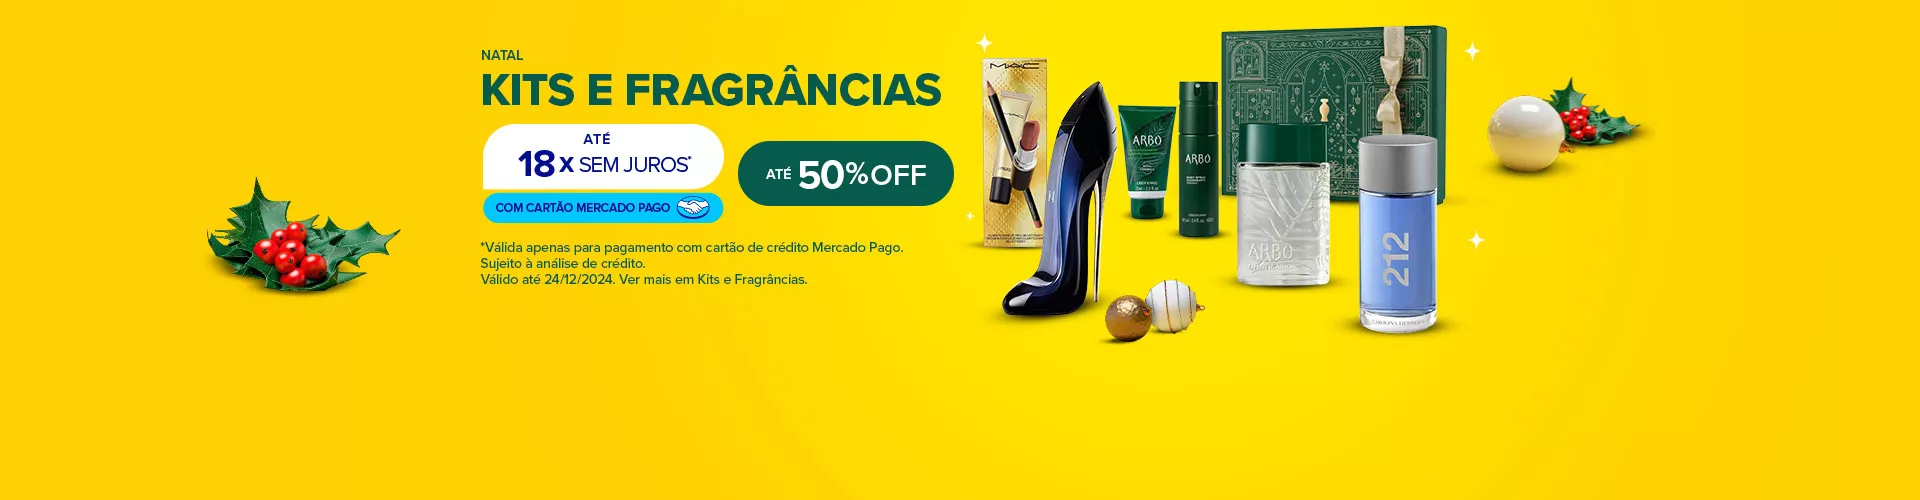 NATAL
KITS E FRAGRÂNCIAS
ATÉ
18X SEM JUROS*
COM CARTÃO MERCADO PAGO
ATÉ 50% OFF
*Válida apenas para pagamento com cartão de crédito Mercado Pago.
Sujeito à análise de crédito.
Válido até 24/12/2024. Ver mais em Kits e Fragrâncias.
MAC
ARBO
ARBO
ARBO
212
CAROLINA HERRERA